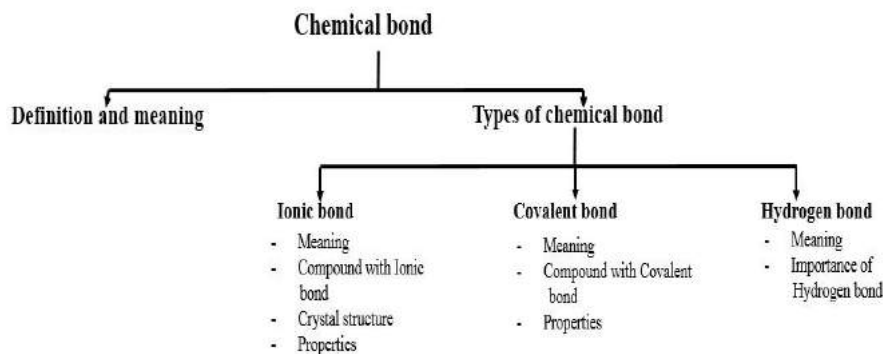 Chemical bond
Definition and meaning
Types of chemical bond
Ionic bond
- Meaning
- Compound with Ionic
bond
- Crystal structure
- Properties
Covalent bond
- Meaning
- Compound with Covalent
bond
- Properties
Hydrogen bond
- Meaning
- Importance of
Hydrogen bond